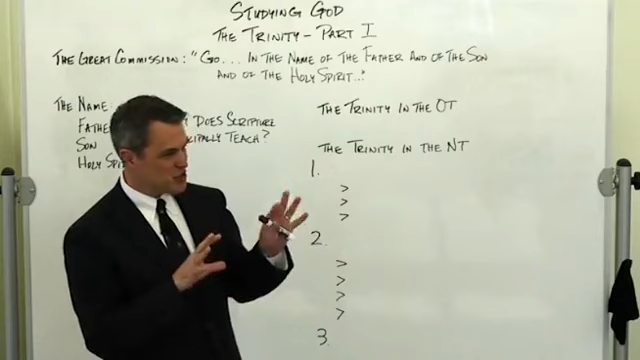 STUDYING GOD
THE TRINITY - PART I
THE GREAT COMMISSION: "GO... IN THE NAME OF THE FATHER AND OF THE SON
AND OF THE HOLY SPIRIT..."
THE NAME
FATHER DOES SCRIPTURE
SON TEACH?
HOLY
THE TRINITY IN THE OT
THE TRINITY IN THE NT
1.
>
>
>
2.
>
>
>
>
3.